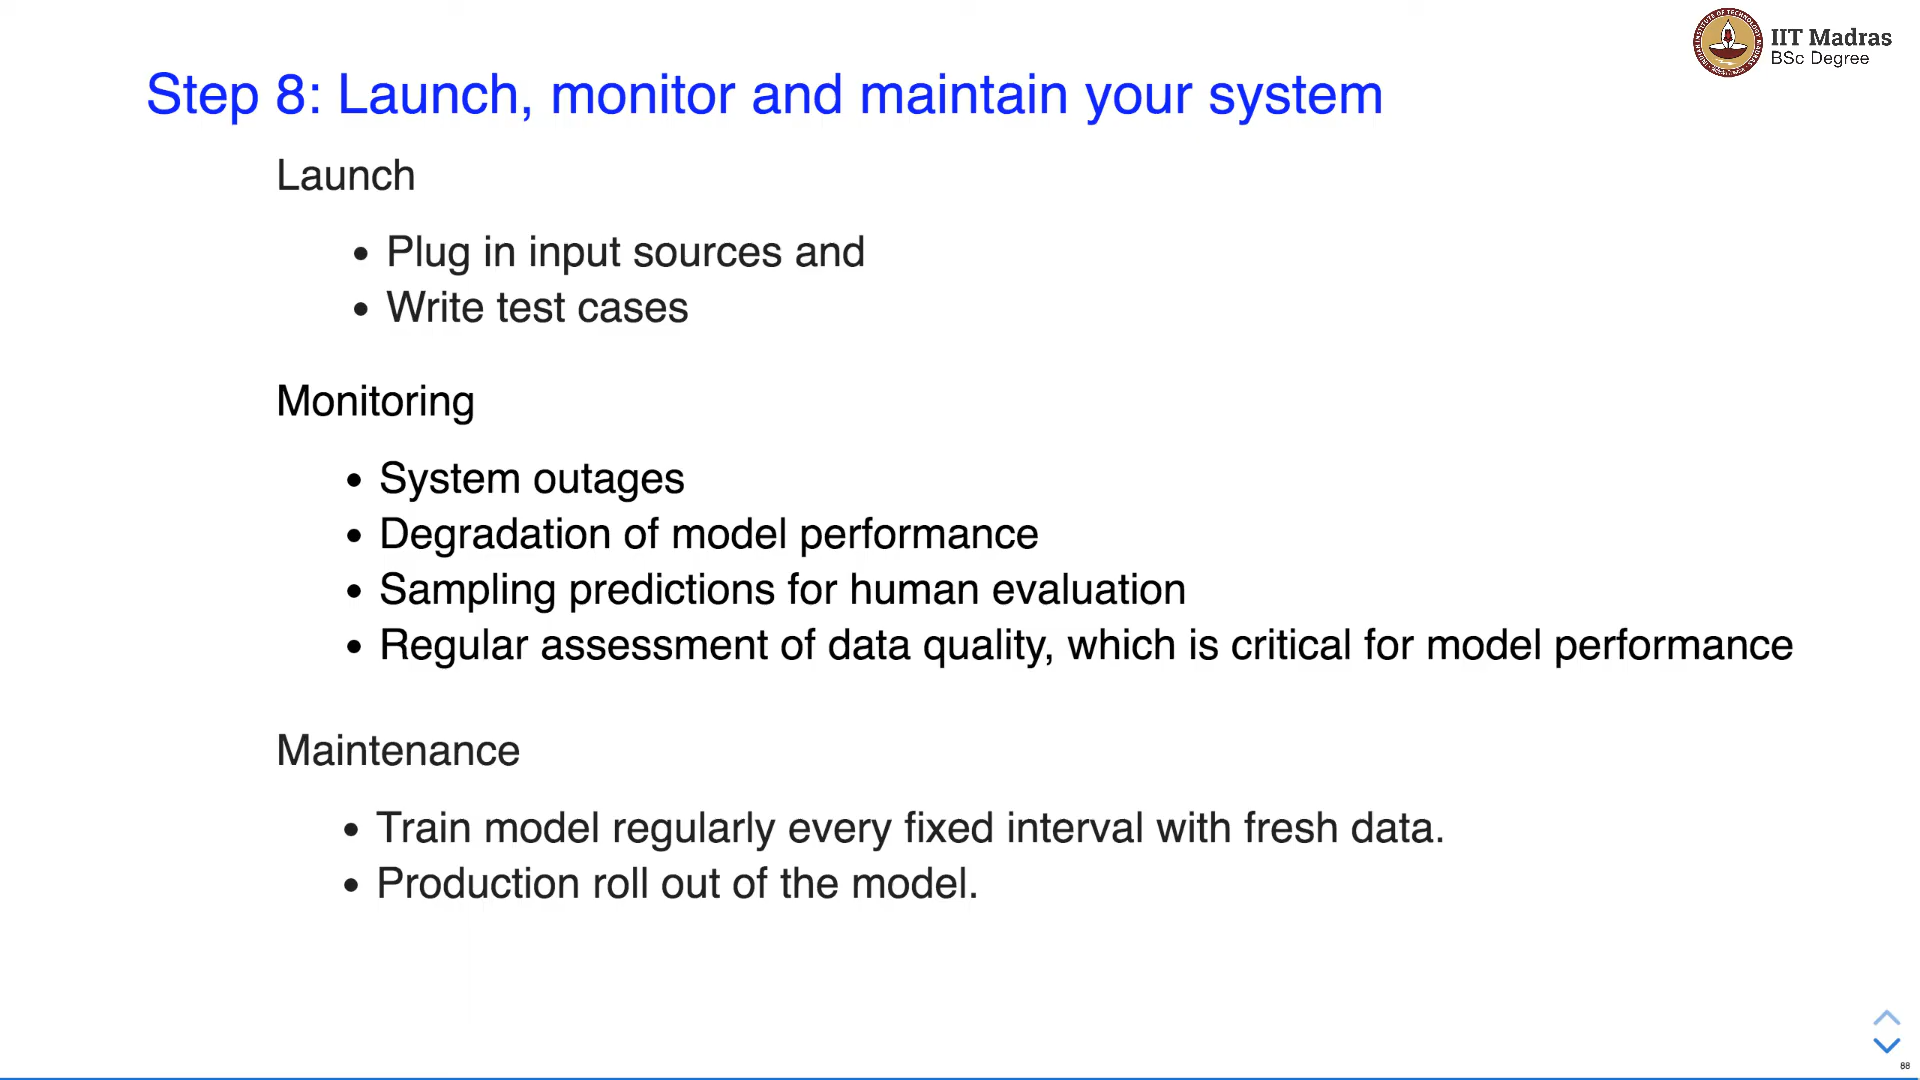 IIT Madras
BSc Degree
Step 8: Launch, monitor and maintain your system
Launch
• Plug in input sources and
• Write test cases
Monitoring
• System outages
• Degradation of model performance
• Sampling predictions for human evaluation
• Regular assessment of data quality, which is critical for model performance
Maintenance
• Train model regularly every fixed interval with fresh data.
• Production roll out of the model.
88